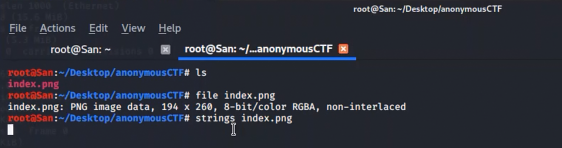 root@San: ~/Desktop/anonymousCTF
File Actions Edit View Help
root@San: ~ root@San: ~/...anonymousCTF
root@San:~/Desktop/anonymousCTF# ls
index.png
root@San:~/Desktop/anonymousCTF# file index.png
index.png: PNG image data, 194 x 260, 8-bit/color RGBA, non-interlaced
root@San:~/Desktop/anonymousCTF# strings index.png